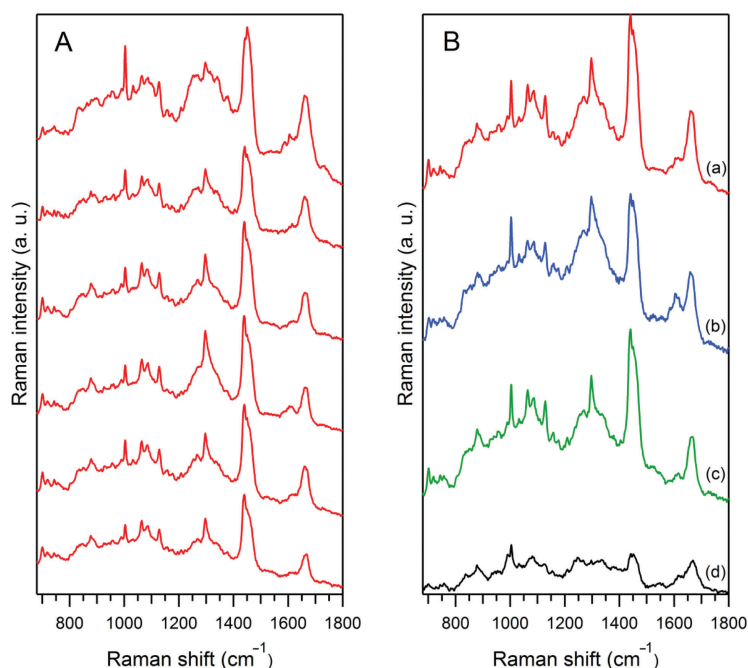 A
B
(a)
(b)
(c)
(d)
Raman intensity (a. u.)
Raman intensity (a. u.)
800 1000 1200 1400 1600 1800
800 1000 1200 1400 1600 1800
Raman shift (cm⁻¹)
Raman shift (cm⁻¹)